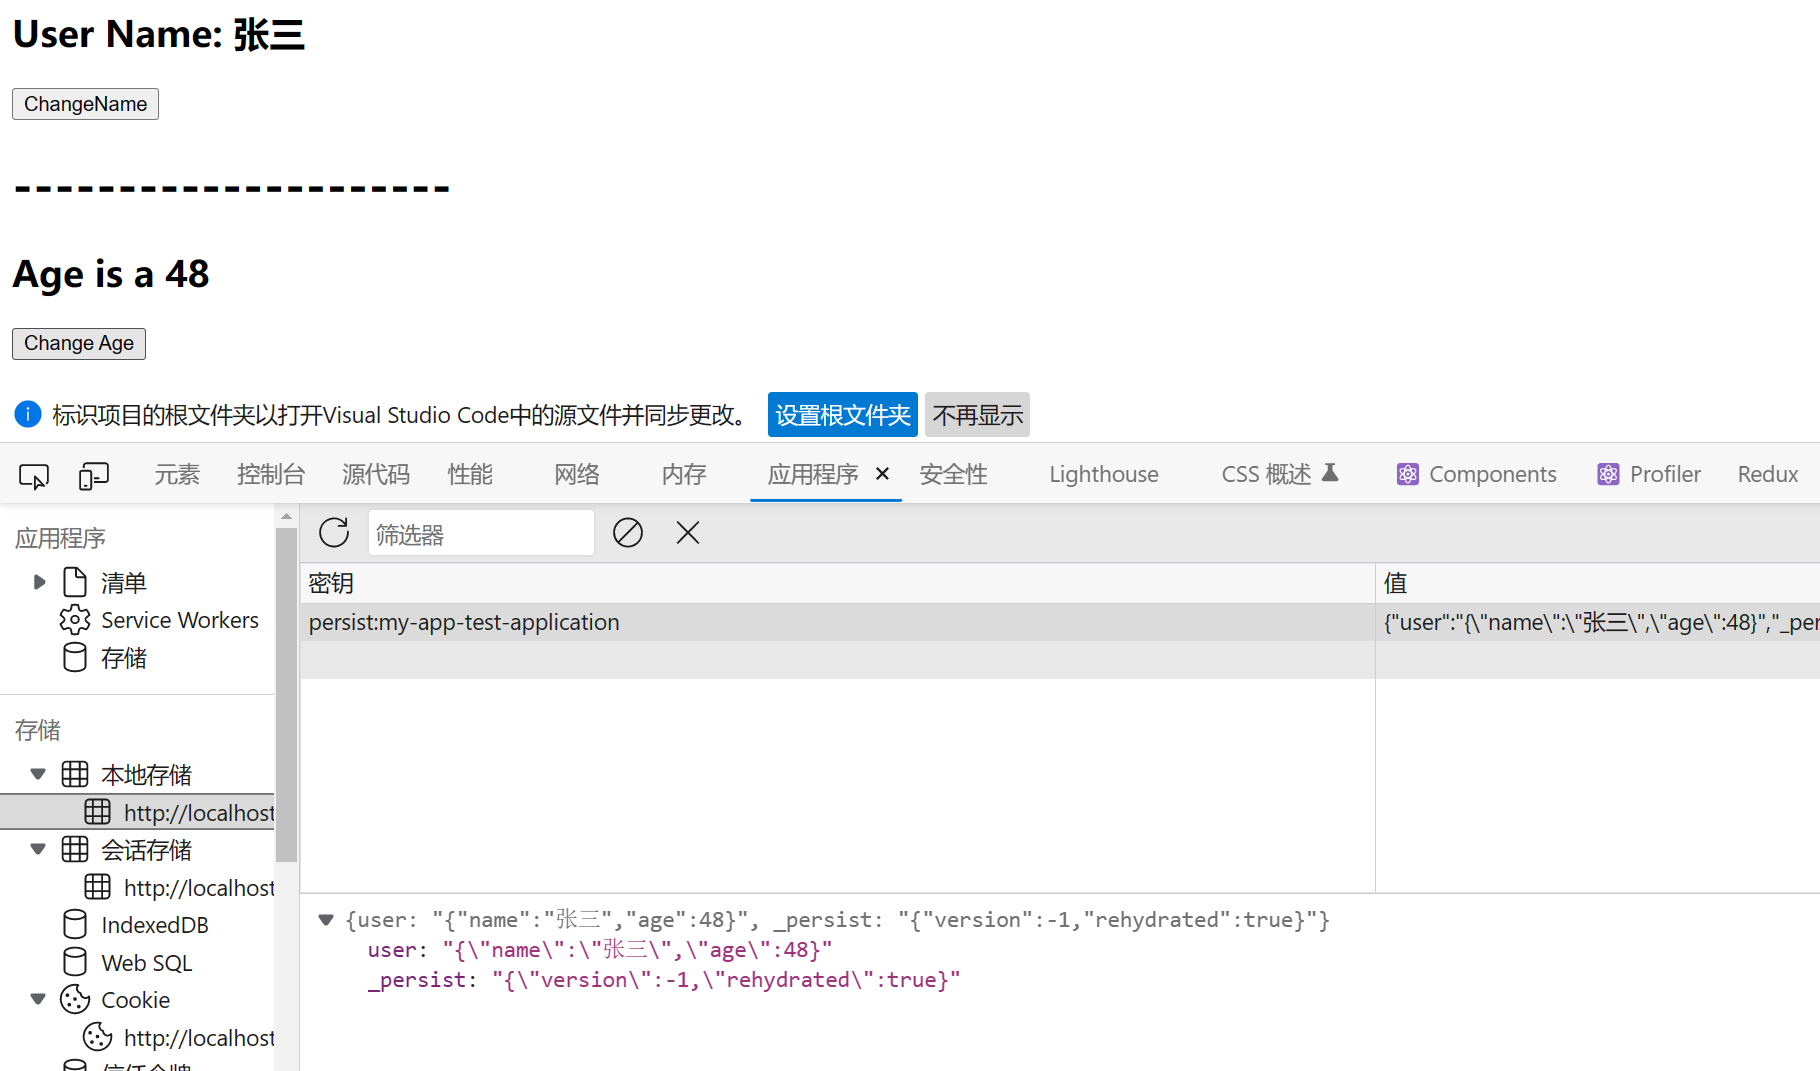 User Name: 张三
ChangeName
---------------------
Age is a 48
Change Age
标识项目的根文件夹以打开Visual Studio Code中的源文件并同步更改。 设置根文件夹 不再显示
元素 控制台 源代码 性能 网络 内存 应用程序 安全性 Lighthouse CSS 概述 Components Profiler Redux
应用程序
清单
Service Workers
存储
存储
本地存储
http://localhost
会话存储
http://localhost
IndexedDB
Web SQL
Cookie
http://localhost
信任令牌
筛选器
密钥 值
persist:my-app-test-application {"user":"{\"name\":\"张三\",\"age\":48}","_per
{user: "{"name":"张三","age":48}", _persist: "{"version":-1,"rehydrated":true}"}
user: "{\"name\":\"张三\",\"age\":48}"
_persist: "{\"version\":-1,\"rehydrated\":true}"